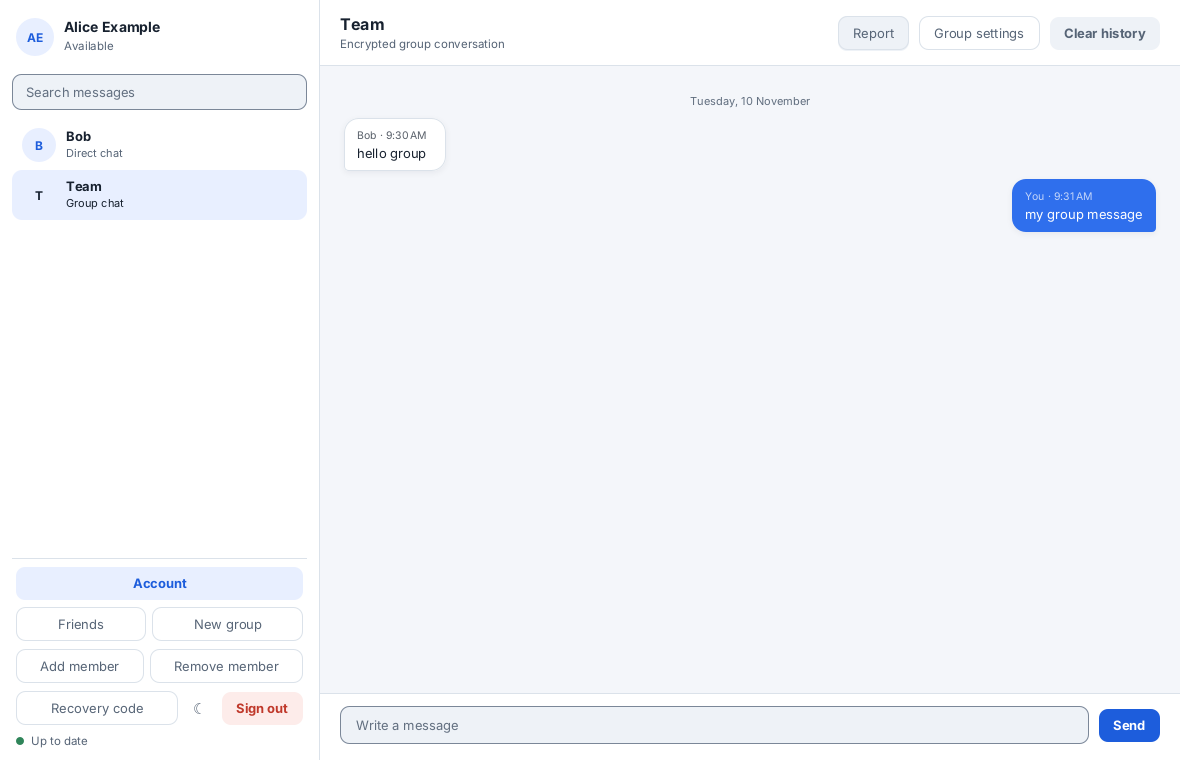 AE
Alice Example
Available
Search messages
B
Bob
Direct chat
T
Team
Group chat
Account
Friends
New group
Add member
Remove member
Recovery code
☾
Sign out
Up to date
Team
Encrypted group conversation
Report
Group settings
Clear history
Tuesday, 10 November
Bob · 9:30 AM
hello group
You · 9:31 AM
my group message
Write a message
Send